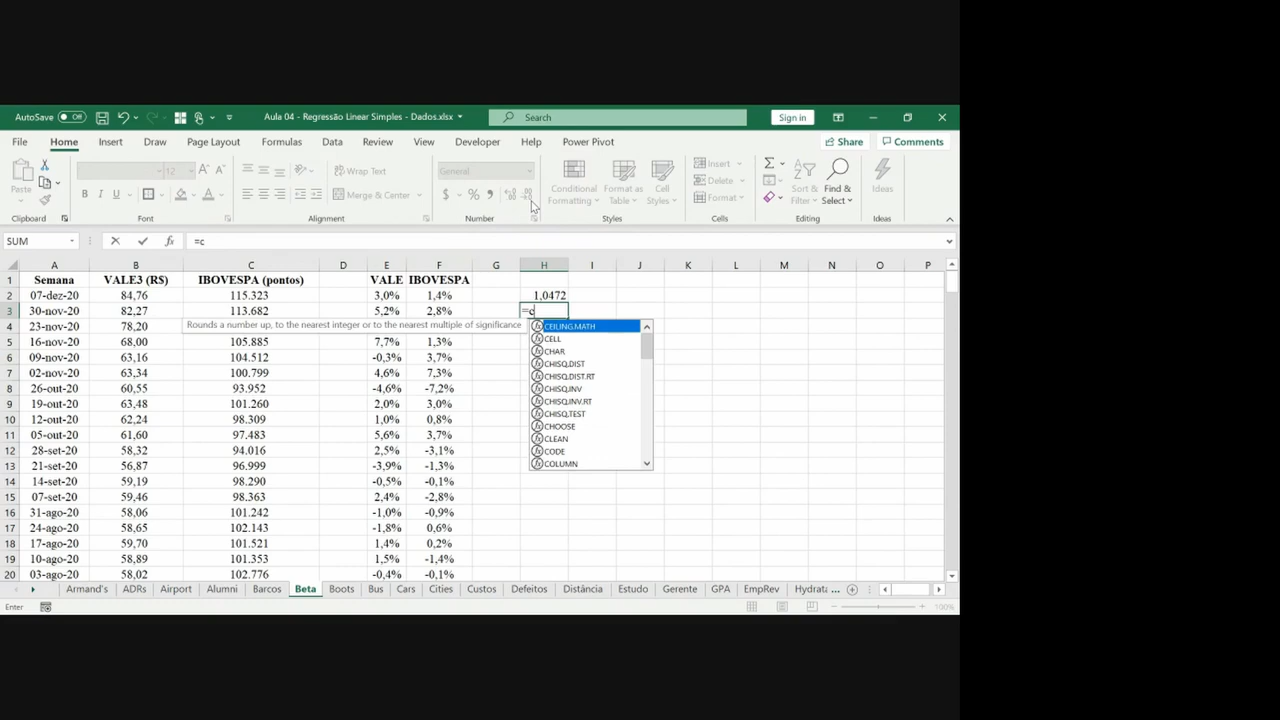 AutoSave Off Aula 04 - Regressão Linear Simples - Dados.xlsx Search Sign in
File Home Insert Draw Page Layout Formulas Data Review View Developer Help Power Pivot Share Comments
12 A A Wrap Text General Insert
Paste B I U Merge & Center $ % Conditional Formatting Format as Table Cell Styles Delete Format Sort & Filter Find & Select Ideas
Clipboard Font Alignment Number Styles Cells Editing Ideas
SUM fx =c
A B C D E F G H I J K L M N O P
1 Semana VALE3 (R$) IBOVESPA (pontos) VALE IBOVESPA
2 07-dez-20 84,76 115.323 3,0% 1,4% 1,0472
3 30-nov-20 82,27 113.682 5,2% 2,8% =c
4 23-nov-20 78,20 Rounds a number up, to the nearest integer or to the nearest multiple of significance CEILING.MATH
CELL
5 16-nov-20 68,00 105.885 7,7% 1,3%
CHAR
6 09-nov-20 63,16 104.512 -0,3% 3,7%
CHISQ.DIST
7 02-nov-20 63,34 100.799 4,6% 7,3%
CHISQ.DIST.RT
8 26-out-20 60,55 93.952 -4,6% -7,2% CHISQ.INV
9 19-out-20 63,48 101.260 2,0% 3,0% CHISQ.INV.RT
10 12-out-20 62,24 98.309 1,0% 0,8%
CHISQ.TEST
CHOOSE
11 05-out-20 61,60 97.483 5,6% 3,7%
CLEAN
12 28-set-20 58,32 94.016 2,5% -3,1% CODE
13 21-set-20 56,87 96.999 -3,9% -1,3% COLUMN
14 14-set-20 59,19 98.290 -0,5% -0,1%
15 07-set-20 59,46 98.363 2,4% -2,8%
16 31-ago-20 58,06 101.242 -1,0% -0,9%
17 24-ago-20 58,65 102.143 -1,8% 0,6%
18 17-ago-20 59,70 101.521 1,4% 0,2%
19 10-ago-20 58,89 101.353 1,5% -1,4%
20 03-ago-20 58,02 102.776 -0,4% -0,1%
Armand's ADRs Airport Alumni Barcos Beta Boots Bus Cars Cities Custos Defeitos Distância Estudo Gerente GPA EmpRev Hydrata ...
Enter 100%